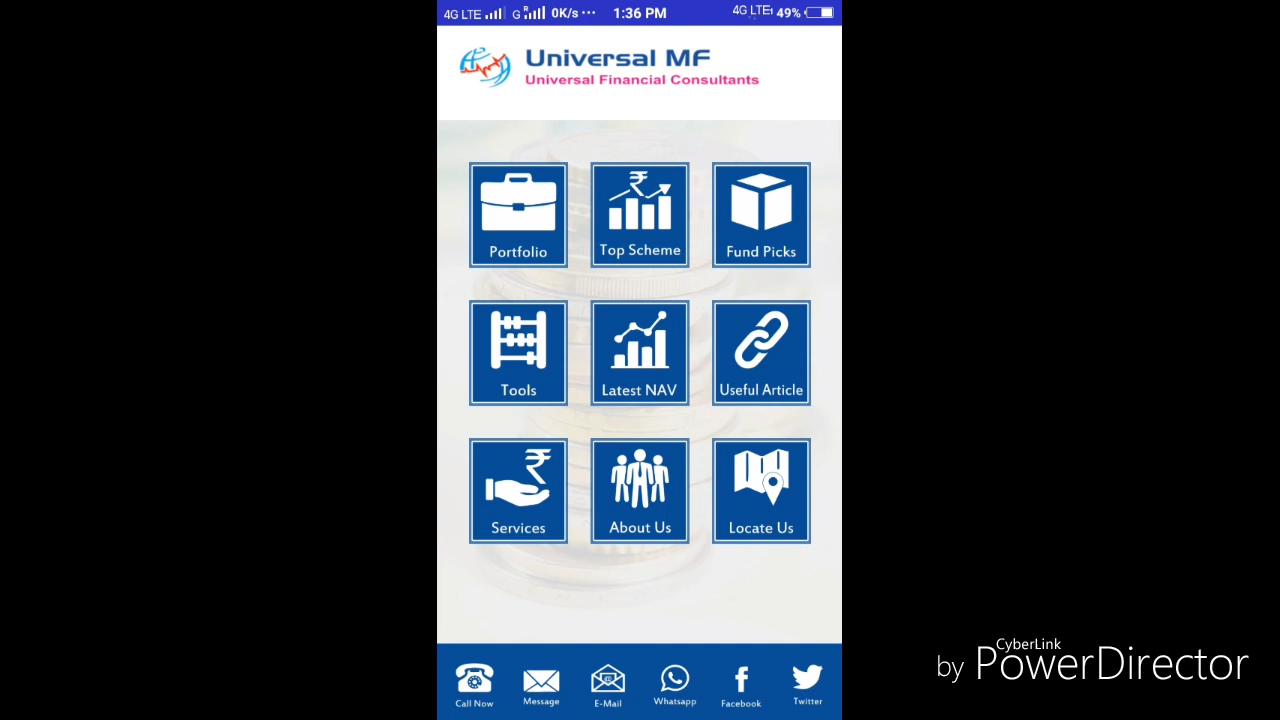 4G LTE G R 0K/s ··· 1:36 PM 4G LTE 49%
Universal MF
Universal Financial Consultants
Portfolio Top Scheme Fund Picks
Tools Latest NAV Useful Article
Services About Us Locate Us
Call Now Message E-Mail Whatsapp Facebook Twitter
by CyberLink PowerDirector